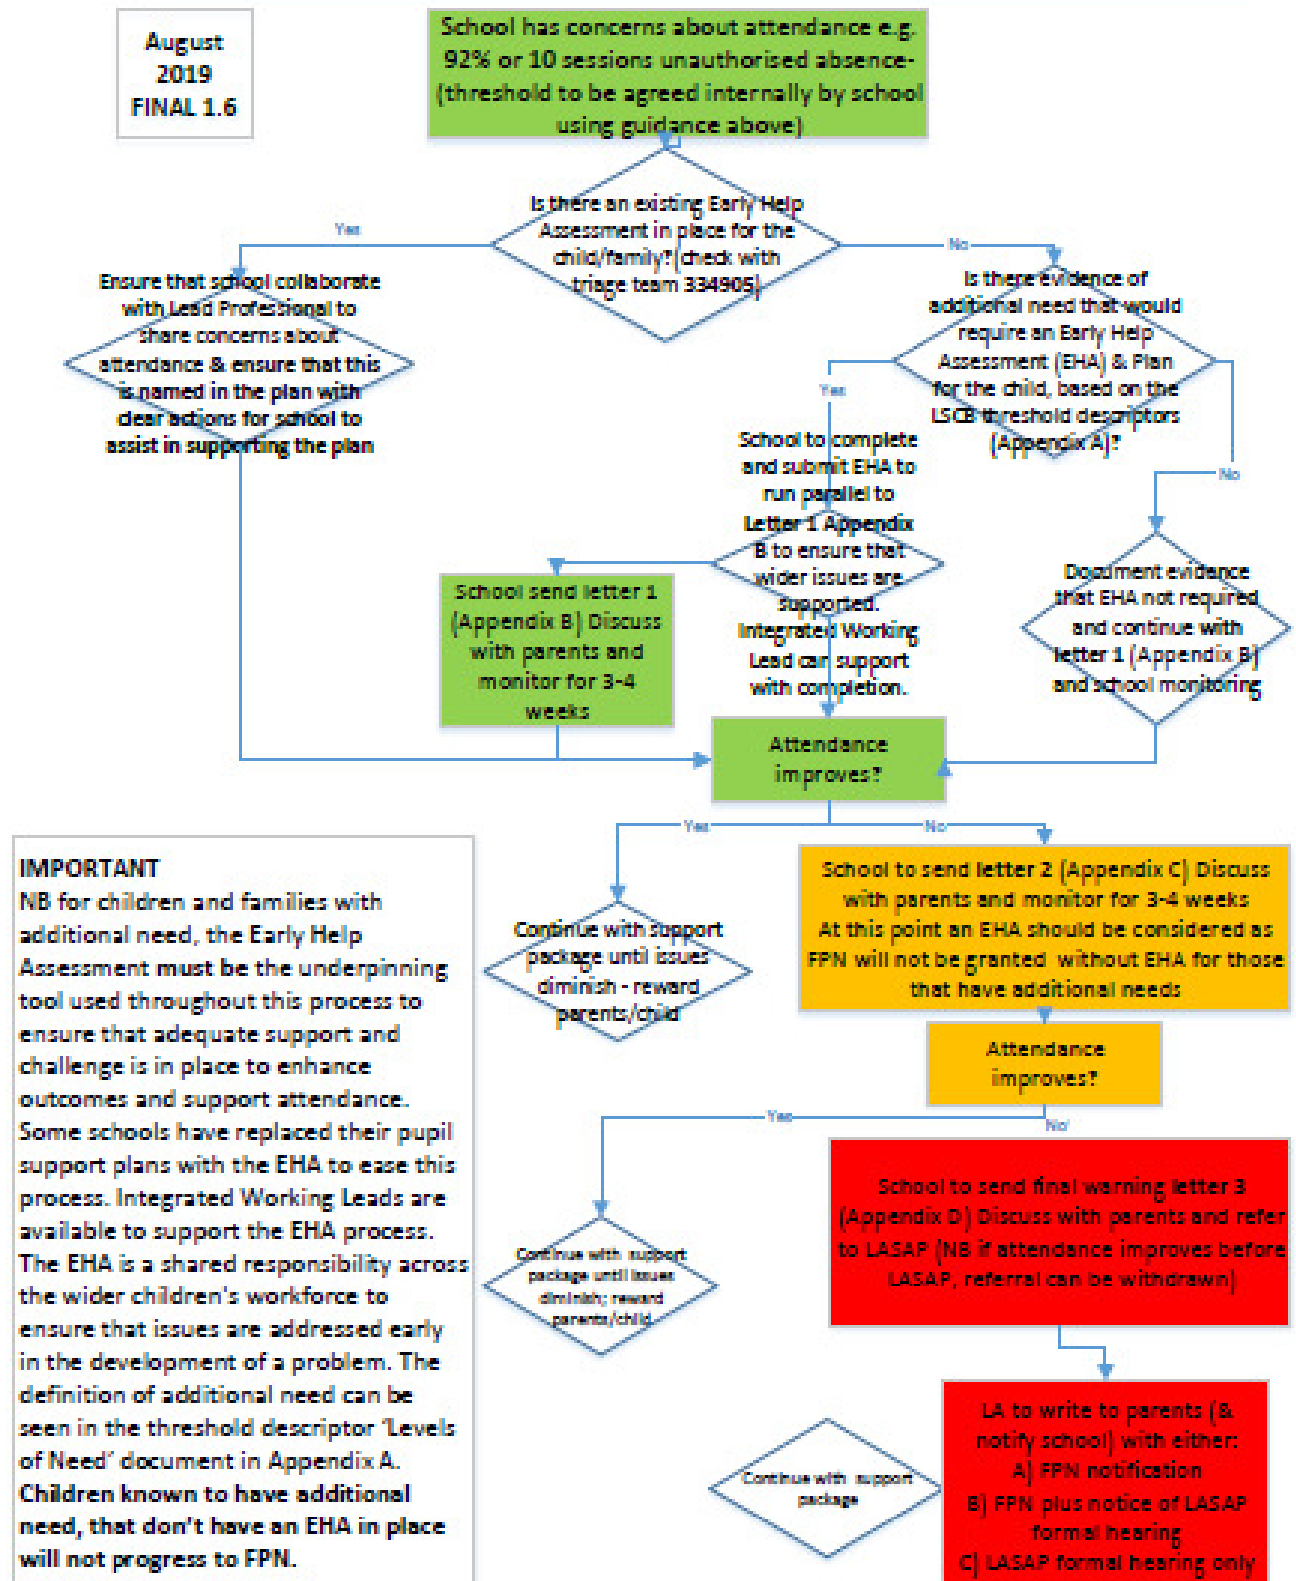 August
2019
FINAL 1.6
School has concerns about attendance e.g.
92% or 10 sessions unauthorised absence-
(threshold to be agreed internally by school
using guidance above)
Is there an existing Early Help
Assessment in place for the
child/family?(check with
triage team 334905)
Yes
No
Ensure that school collaborate
with Lead Professional to
share concerns about
attendance & ensure that this
is named in the plan with
clear actions for school to
assist in supporting the plan
Is there evidence of
additional need that would
require an Early Help
Assessment (EHA) & Plan
for the child, based on the
LSCB threshold descriptors
(Appendix A)?
Yes
No
School to complete
and submit EHA to
run parallel to
Letter 1 Appendix
B to ensure that
wider issues are
supported.
Integrated Working
Lead can support
with completion.
School send letter 1
(Appendix B) Discuss
with parents and
monitor for 3-4
weeks
Document evidence
that EHA not required
and continue with
letter 1 (Appendix B)
and school monitoring
Attendance
improves?
Yes
No
Continue with support
package until issues
diminish - reward
parents/child
School to send letter 2 (Appendix C) Discuss
with parents and monitor for 3-4 weeks
At this point an EHA should be considered as
FPN will not be granted without EHA for those
that have additional needs
Attendance
improves?
Yes
No
Continue with support
package until issues
diminish; reward
parents/child
School to send final warning letter 3
(Appendix D) Discuss with parents and refer
to LASAP (NB if attendance improves before
LASAP, referral can be withdrawn)
Continue with support
package
LA to write to parents (&
notify school) with either:
A) FPN notification
B) FPN plus notice of LASAP
formal hearing
C) LASAP formal hearing only
IMPORTANT
NB for children and families with
additional need, the Early Help
Assessment must be the underpinning
tool used throughout this process to
ensure that adequate support and
challenge is in place to enhance
outcomes and support attendance.
Some schools have replaced their pupil
support plans with the EHA to ease this
process. Integrated Working Leads are
available to support the EHA process.
The EHA is a shared responsibility across
the wider children's workforce to
ensure that issues are addressed early
in the development of a problem. The
definition of additional need can be
seen in the threshold descriptor 'Levels
of Need' document in Appendix A.
Children known to have additional
need, that don't have an EHA in place
will not progress to FPN.